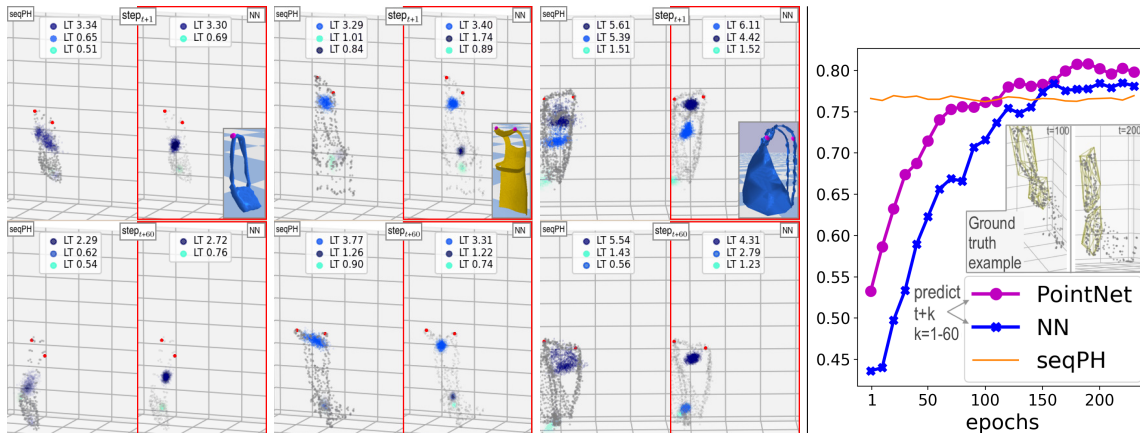 seqPH
step_{t+1}
NN
LT 3.34
LT 0.65
LT 0.51
LT 3.30
LT 0.69
seqPH
step_{t+1}
NN
LT 3.29
LT 1.01
LT 0.84
LT 3.40
LT 1.74
LT 0.89
seqPH
step_{t+1}
NN
LT 5.61
LT 5.39
LT 1.51
LT 6.11
LT 4.42
LT 1.52
seqPH
step_{t+60}
NN
LT 2.29
LT 0.62
LT 0.54
LT 2.72
LT 0.76
seqPH
step_{t+60}
NN
LT 3.77
LT 1.26
LT 0.90
LT 3.31
LT 1.22
LT 0.74
seqPH
step_{t+60}
NN
LT 5.54
LT 1.43
LT 0.56
LT 4.31
LT 2.79
LT 1.23
0.80
0.75
0.70
0.65
0.60
0.55
0.50
0.45
t=100
t=200
Ground
truth
example
predict
t+k
k=1-60
PointNet
NN
seqPH
1
50
100
150
200
epochs